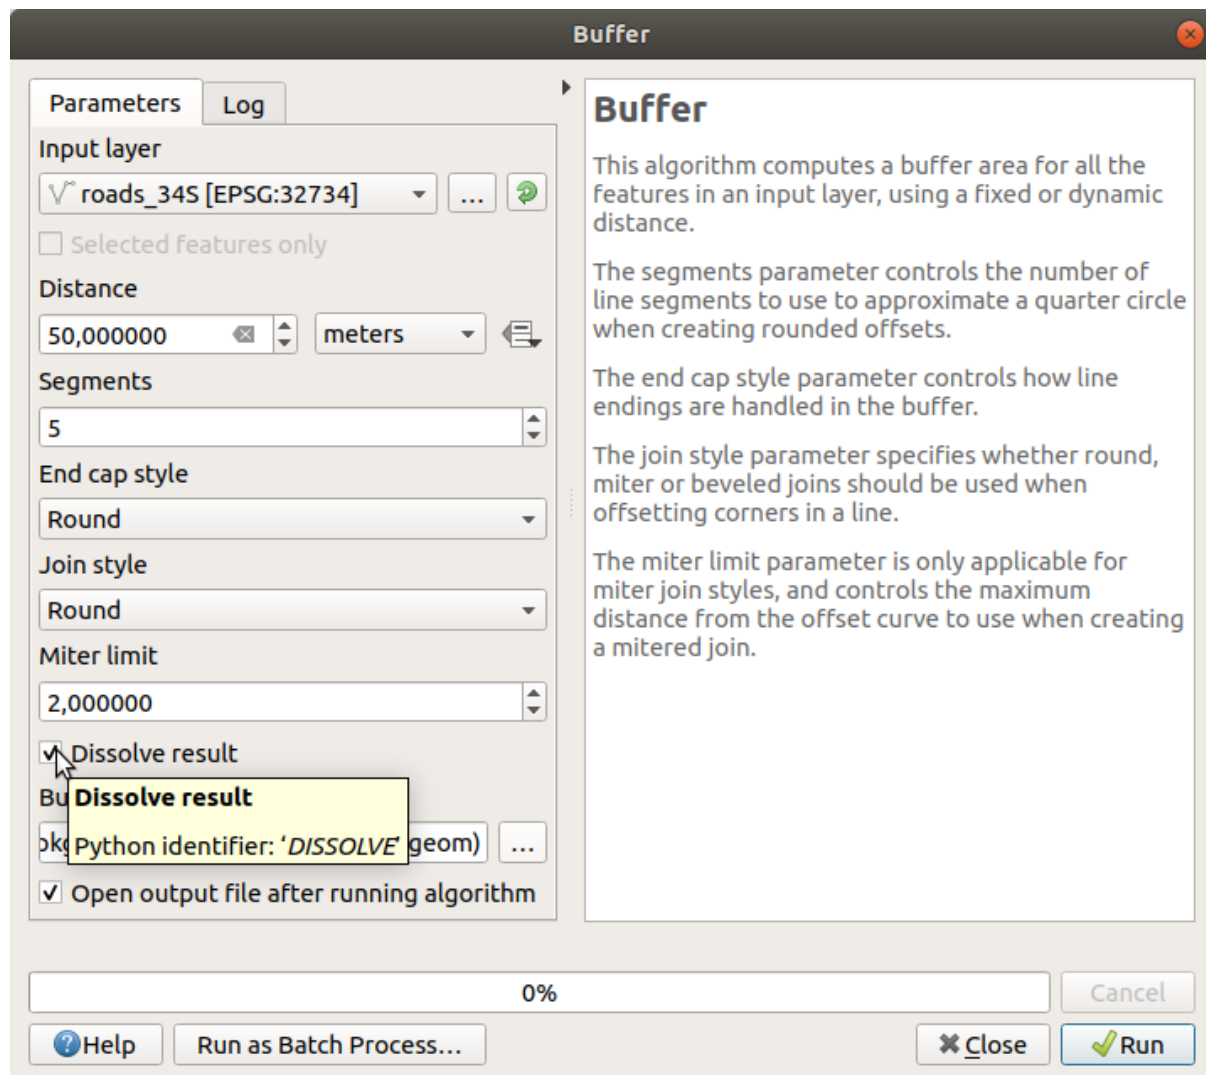 Buffer
Parameters
Log
Input layer
roads_34S [EPSG:32734]
...
Selected features only
Distance
50,000000
meters
Segments
5
End cap style
Round
Join style
Round
Miter limit
2,000000
Dissolve result
Dissolve result
Python identifier: ‘DISSOLVE’
geom)
...
Open output file after running algorithm
Buffer
This algorithm computes a buffer area for all the
features in an input layer, using a fixed or dynamic
distance.
The segments parameter controls the number of
line segments to use to approximate a quarter circle
when creating rounded offsets.
The end cap style parameter controls how line
endings are handled in the buffer.
The join style parameter specifies whether round,
miter or beveled joins should be used when
offsetting corners in a line.
The miter limit parameter is only applicable for
miter join styles, and controls the maximum
distance from the offset curve to use when creating
a mitered join.
0%
Cancel
Help
Run as Batch Process...
Close
Run